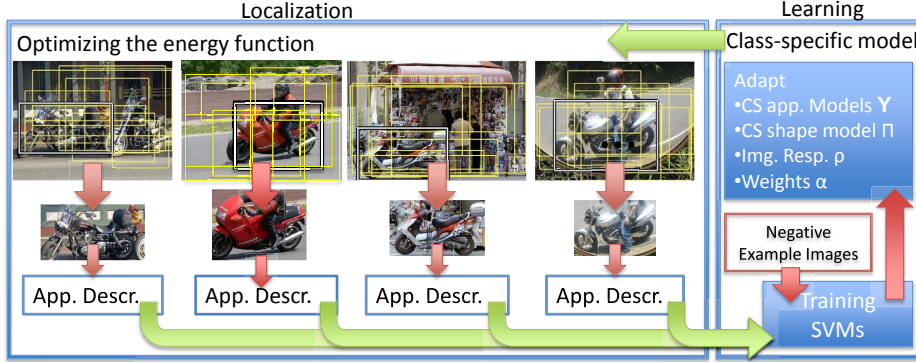 Localization
Learning
Optimizing the energy function
Class-specific model
Adapt
•CS app. Models Υ
•CS shape model Π
•Img. Resp. ρ
•Weights α
Negative
Example Images
Training
SVMs
App. Descr.
App. Descr.
App. Descr.
App. Descr.